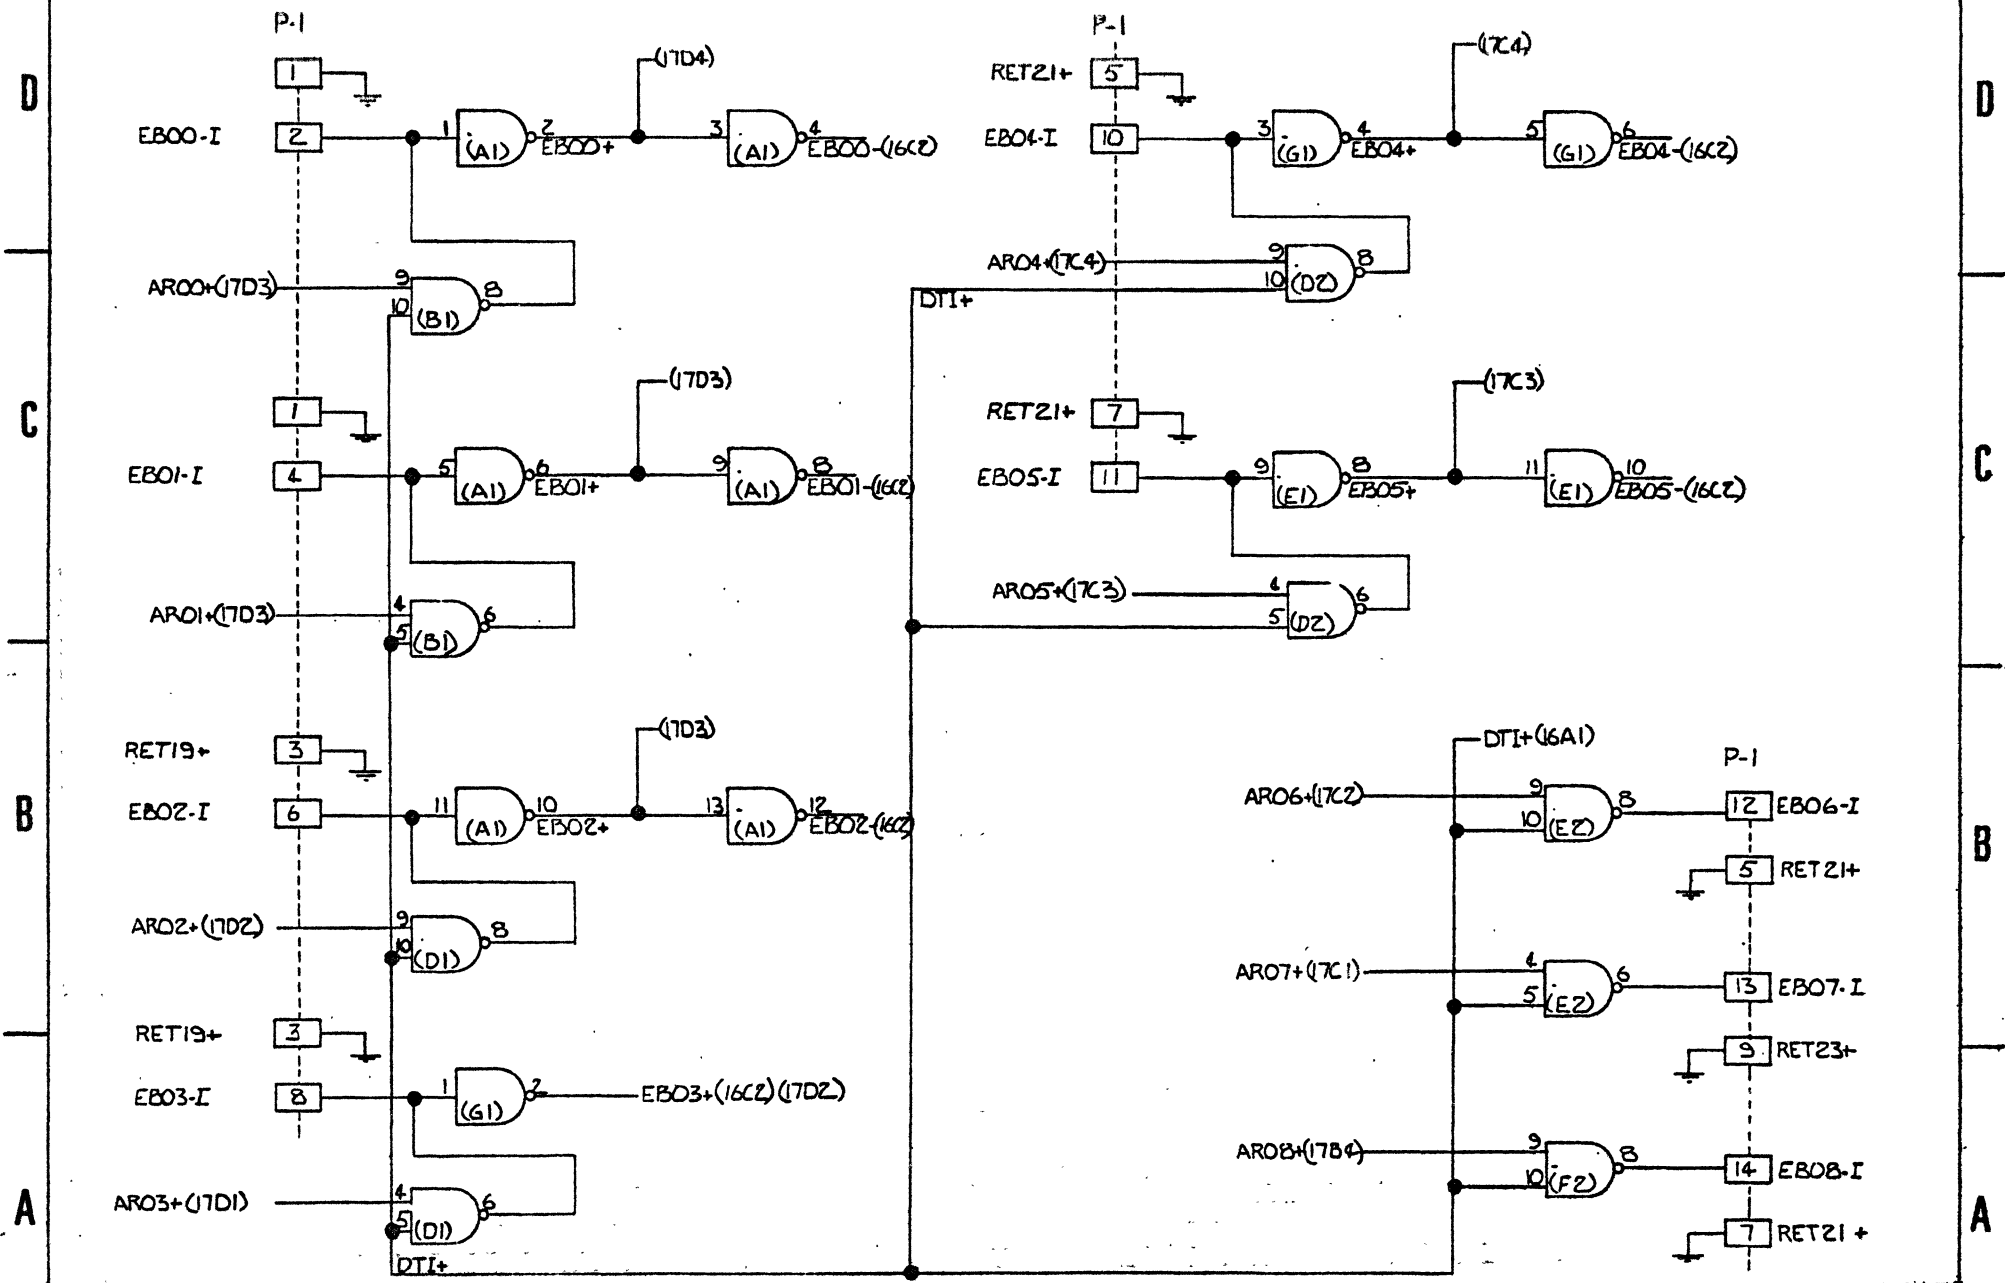 P-1
D
1
(17D4)
EB00-I
2
1
(A1)
2
EB00+
3
(A1)
4
EB00-(16C2)
AR00+(17D3)
9
10
(B1)
8
C
1
(17D3)
EB01-I
4
5
(A1)
6
EB01+
9
(A1)
8
EB01-(16C2)
AR01+(17D3)
4
5
(B1)
6
RET19+
3
(17D3)
B
EB02-I
6
11
(A1)
10
EB02+
13
(A1)
12
EB02-(16C2)
AR02+(17D2)
9
10
(D1)
8
RET19+
3
EB03-I
8
1
(G1)
2
EB03+(16C2)(17D2)
A
AR03+(17D1)
4
5
(D1)
6
DTI+
P-1
RET21+
5
(17C4)
D
EB04-I
10
3
(G1)
4
EB04+
5
(G1)
6
EB04-(16C2)
AR04+(17C4)
9
10
(D2)
8
DTI+
RET21+
7
(17C3)
C
EB05-I
11
9
(E1)
8
EB05+
11
(E1)
10
EB05-(16C2)
AR05+(17C3)
4
5
(D2)
6
DTI+(16A1)
P-1
AR06+(17C2)
9
10
(E2)
8
12
EB06-I
B
5
RET21+
AR07+(17C1)
4
5
(E2)
6
13
EB07-I
9
RET23+
AR08+(17B4)
9
10
(F2)
8
14
EB08-I
A
7
RET21+